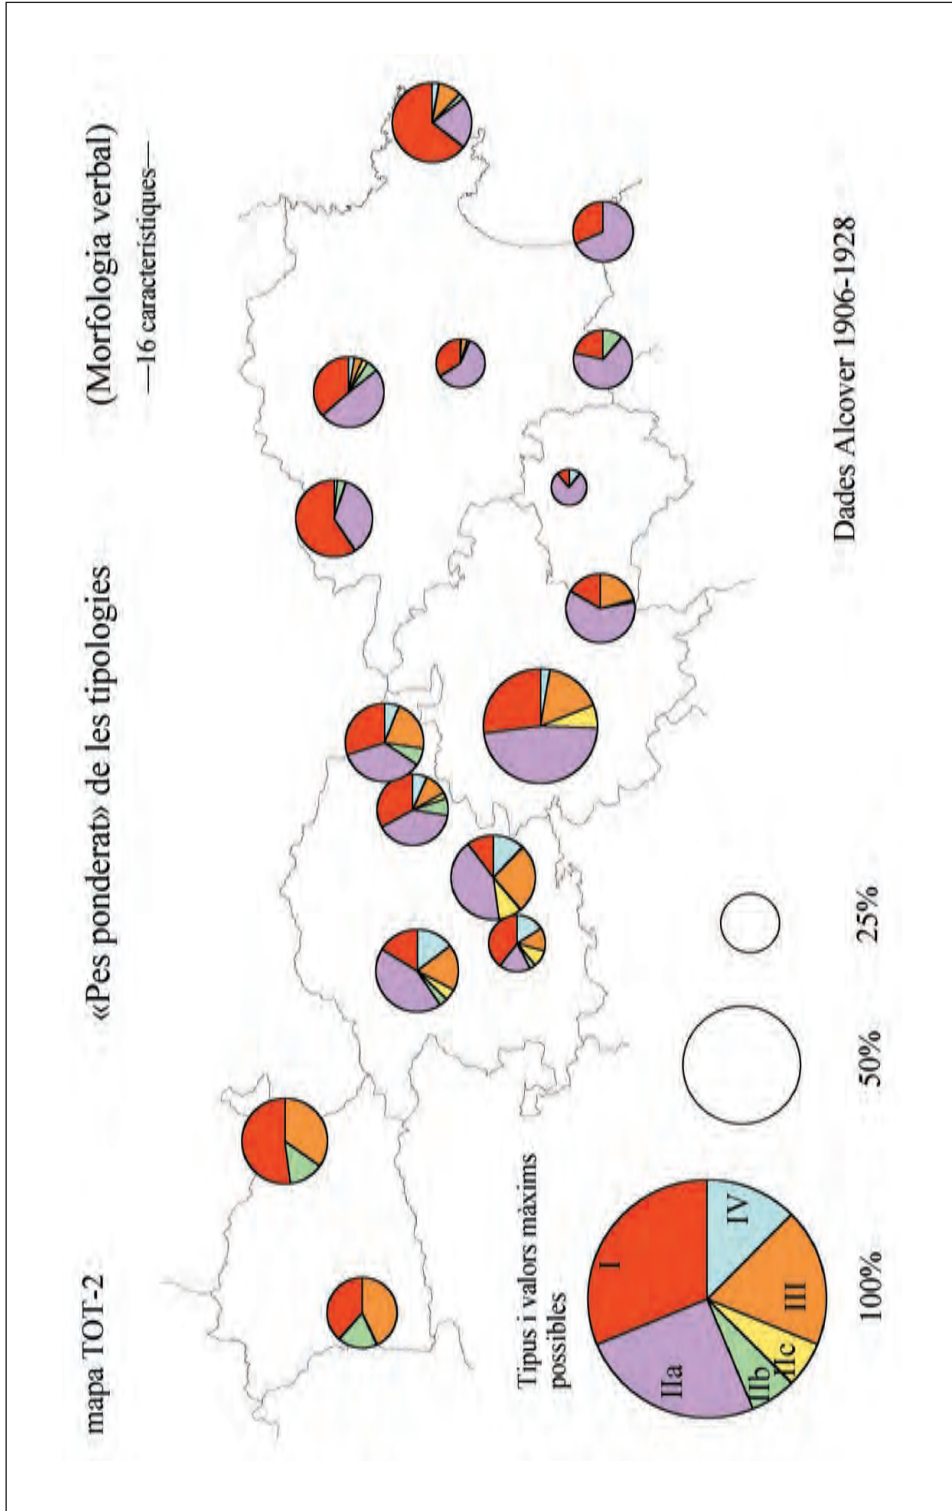 mapa TOT-2
«Pes ponderat» de les tipologies
(Morfologia verbal)
—16 característiques—
Tipus i valors màxims
possibles
I
IIa
IIb
IIc
III
IV
100%
50%
25%
Dades Alcover 1906-1928